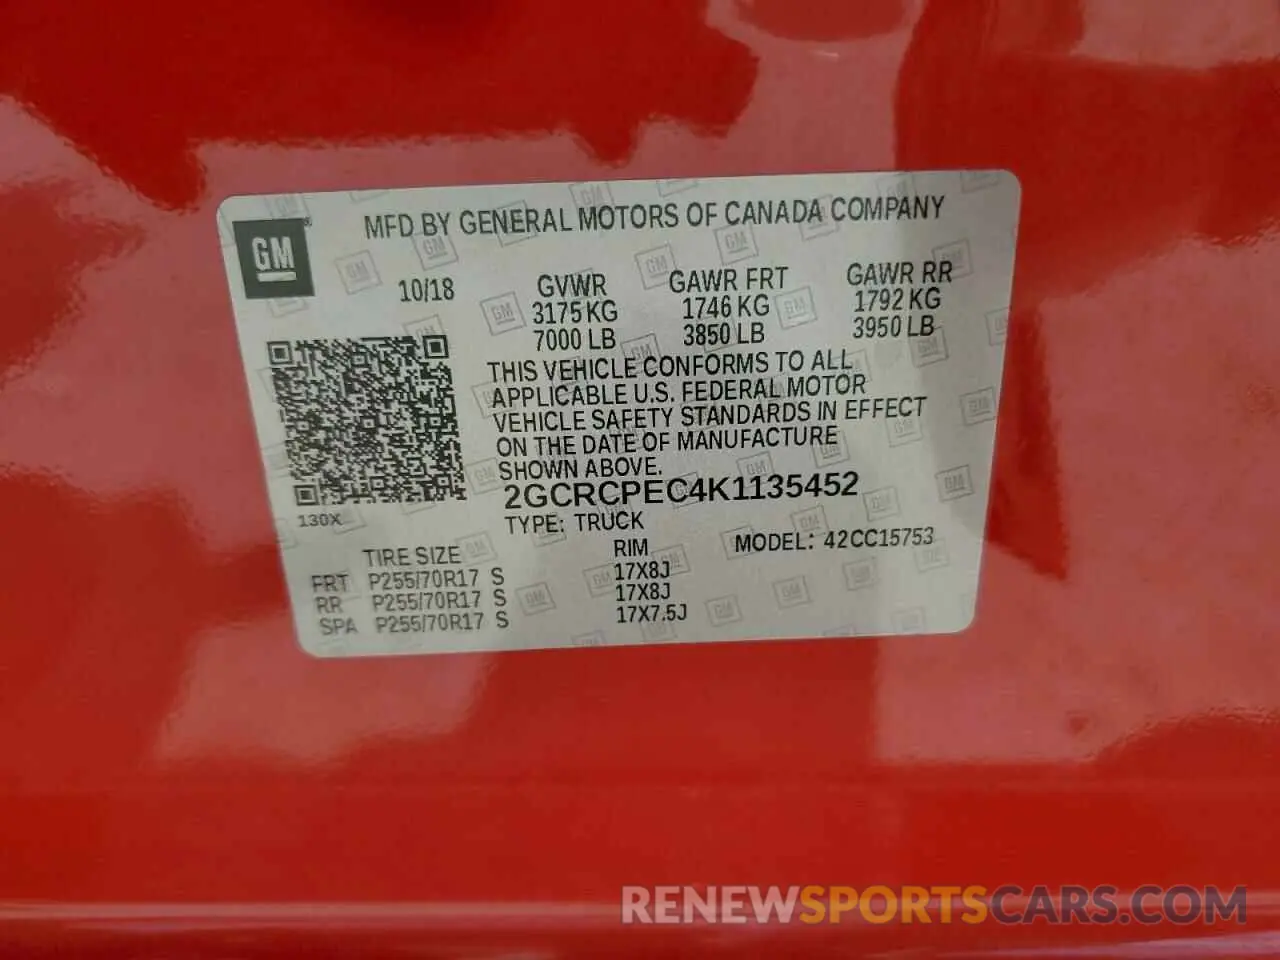 MFD BY GENERAL MOTORS OF CANADA COMPANY
GM
10/18
GVWR GAWR FRT GAWR RR
3175 KG 1746 KG 1792 KG
7000 LB 3850 LB 3950 LB
THIS VEHICLE CONFORMS TO ALL
APPLICABLE U.S. FEDERAL MOTOR
VEHICLE SAFETY STANDARDS IN EFFECT
ON THE DATE OF MANUFACTURE
SHOWN ABOVE.
2GCRCPEC4K1135452
130X
TYPE: TRUCK
MODEL: 42CC15753
TIRE SIZE RIM
FRT P255/70R17 S 17X8J
RR P255/70R17 S 17X8J
SPA P255/70R17 S 17X7.5J
RENEWSPORTSCARS.COM